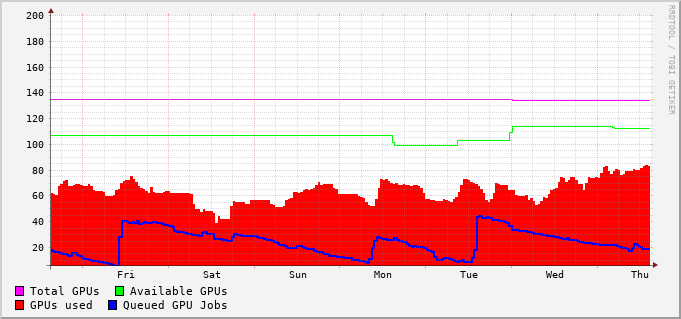 200
180
160
140
120
100
80
60
40
20
Fri Sat Sun Mon Tue Wed Thu
Total GPUs Available GPUs
GPUs used Queued GPU Jobs
RRDTOOL / TOBI OETIKER